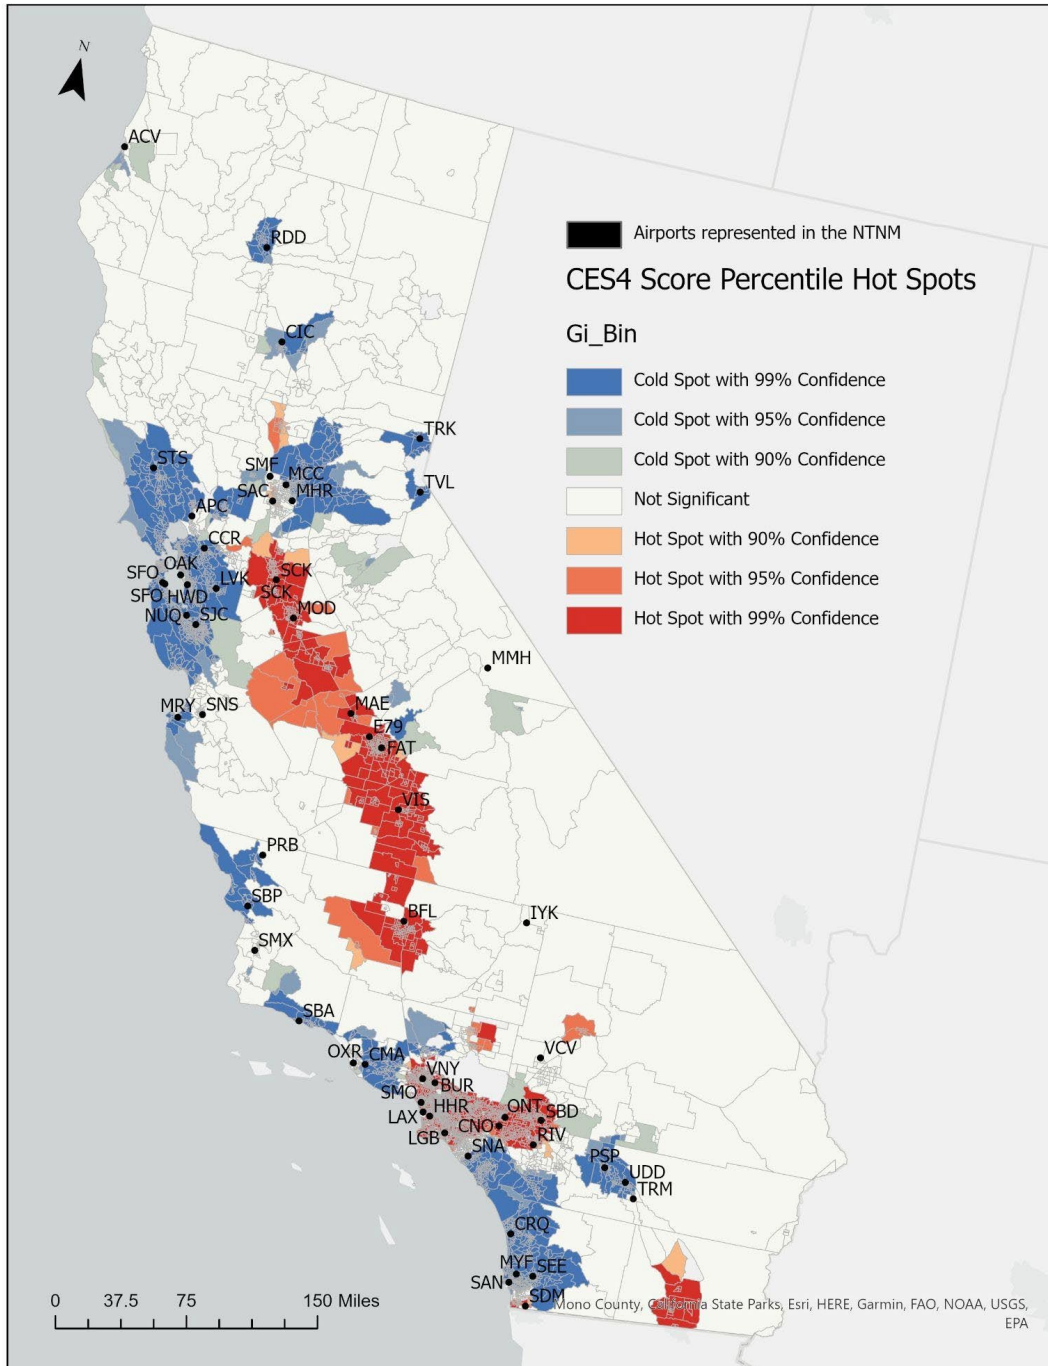 N
ACV
RDD
Airports represented in the NTNM
CES4 Score Percentile Hot Spots
Gi_Bin
CIC
Cold Spot with 99% Confidence
Cold Spot with 95% Confidence
TRK
STS
SMF
Cold Spot with 90% Confidence
MCC
TVL
SAC
MHR
Not Significant
APC
CCR
Hot Spot with 90% Confidence
OAK
SFO
SCK
Hot Spot with 95% Confidence
LVK
SFO
HWD
SCK
NUQ
SJC
MOD
Hot Spot with 99% Confidence
MMH
MRY
SNS
MAE
E79
FAT
VIS
PRB
SBP
BFL
IYK
SMX
SBA
VCV
OXR
CMA
VNY
BUR
SMO
HHR
ONT
LAX
CNO
SBD
LGB
RIV
SNA
PSP
UDD
TRM
CRQ
MYF
SEE
SAN
SDM
0 37.5 75 150 Miles
Mono County, California State Parks, Esri, HERE, Garmin, FAO, NOAA, USGS,
EPA